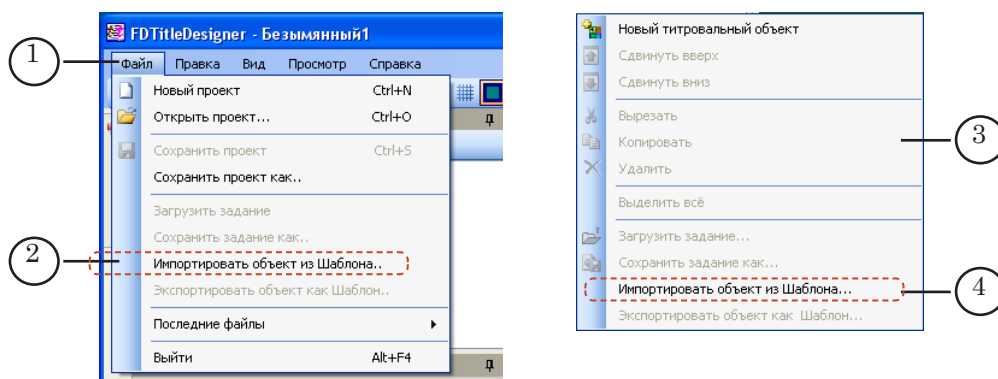 FDTitleDesigner - Безымянный1
1
Файл Правка Вид Просмотр Справка
Новый проект Ctrl+N
Открыть проект... Ctrl+O
Сохранить проект Ctrl+S
Сохранить проект как..
Загрузить задание
Сохранить задание как..
2
Импортировать объект из Шаблона..
Экспортировать объект как Шаблон..
Последние файлы
Выйти Alt+F4
Новый титровальный объект
Сдвинуть вверх
Сдвинуть вниз
Вырезать
Копировать
3
Удалить
Выделить всё
Загрузить задание...
Сохранить задание как...
Импортировать объект из Шаблона...
4
Экспортировать объект как Шаблон...